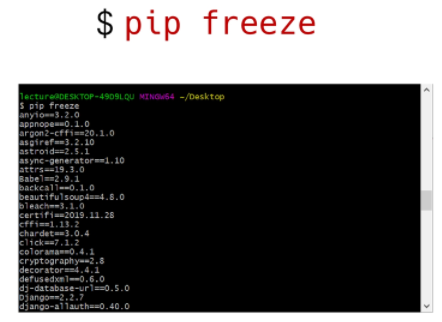 $ pip freeze
lecture@DESKTOP-49D9LQU MINGW64 ~/Desktop
$ pip freeze
anyio==3.2.0
appnope==0.1.0
argon2-cffi==20.1.0
asgiref==3.2.10
astroid==2.5.1
async-generator==1.10
attrs==19.3.0
Babel==2.9.1
backcall==0.1.0
beautifulsoup4==4.8.0
bleach==3.1.0
certifi==2019.11.28
cffi==1.13.2
chardet==3.0.4
click==7.1.2
colorama==0.4.1
cryptography==2.8
decorator==4.4.1
defusedxml==0.6.0
dj-database-url==0.5.0
Django==2.2.7
django-allauth==0.40.0